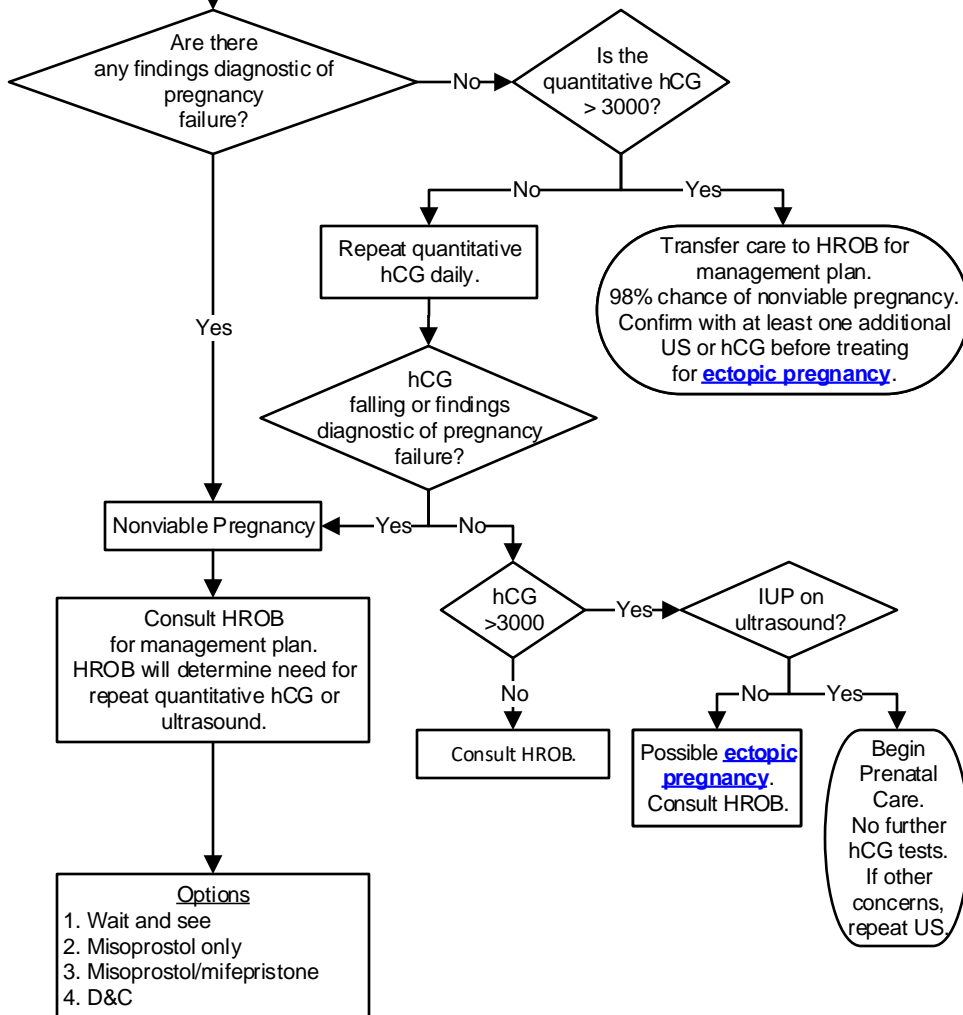 Are there
any findings diagnostic of
pregnancy
failure?
No
Is the
quantitative hCG
> 3000?
No
Yes
Repeat quantitative
hCG daily.
Transfer care to HROB for
management plan.
98% chance of nonviable pregnancy.
Confirm with at least one additional
US or hCG before treating
for ectopic pregnancy.
Yes
hCG
falling or findings
diagnostic of pregnancy
failure?
Nonviable Pregnancy
Yes
No
Consult HROB
for management plan.
HROB will determine need for
repeat quantitative hCG or
ultrasound.
hCG
>3000
Yes
IUP on
ultrasound?
No
No
Yes
Consult HROB.
Possible ectopic
pregnancy.
Consult HROB.
Begin
Prenatal
Care.
No further
hCG tests.
If other
concerns,
repeat US.
Options
1. Wait and see
2. Misoprostol only
3. Misoprostol/mifepristone
4. D&C